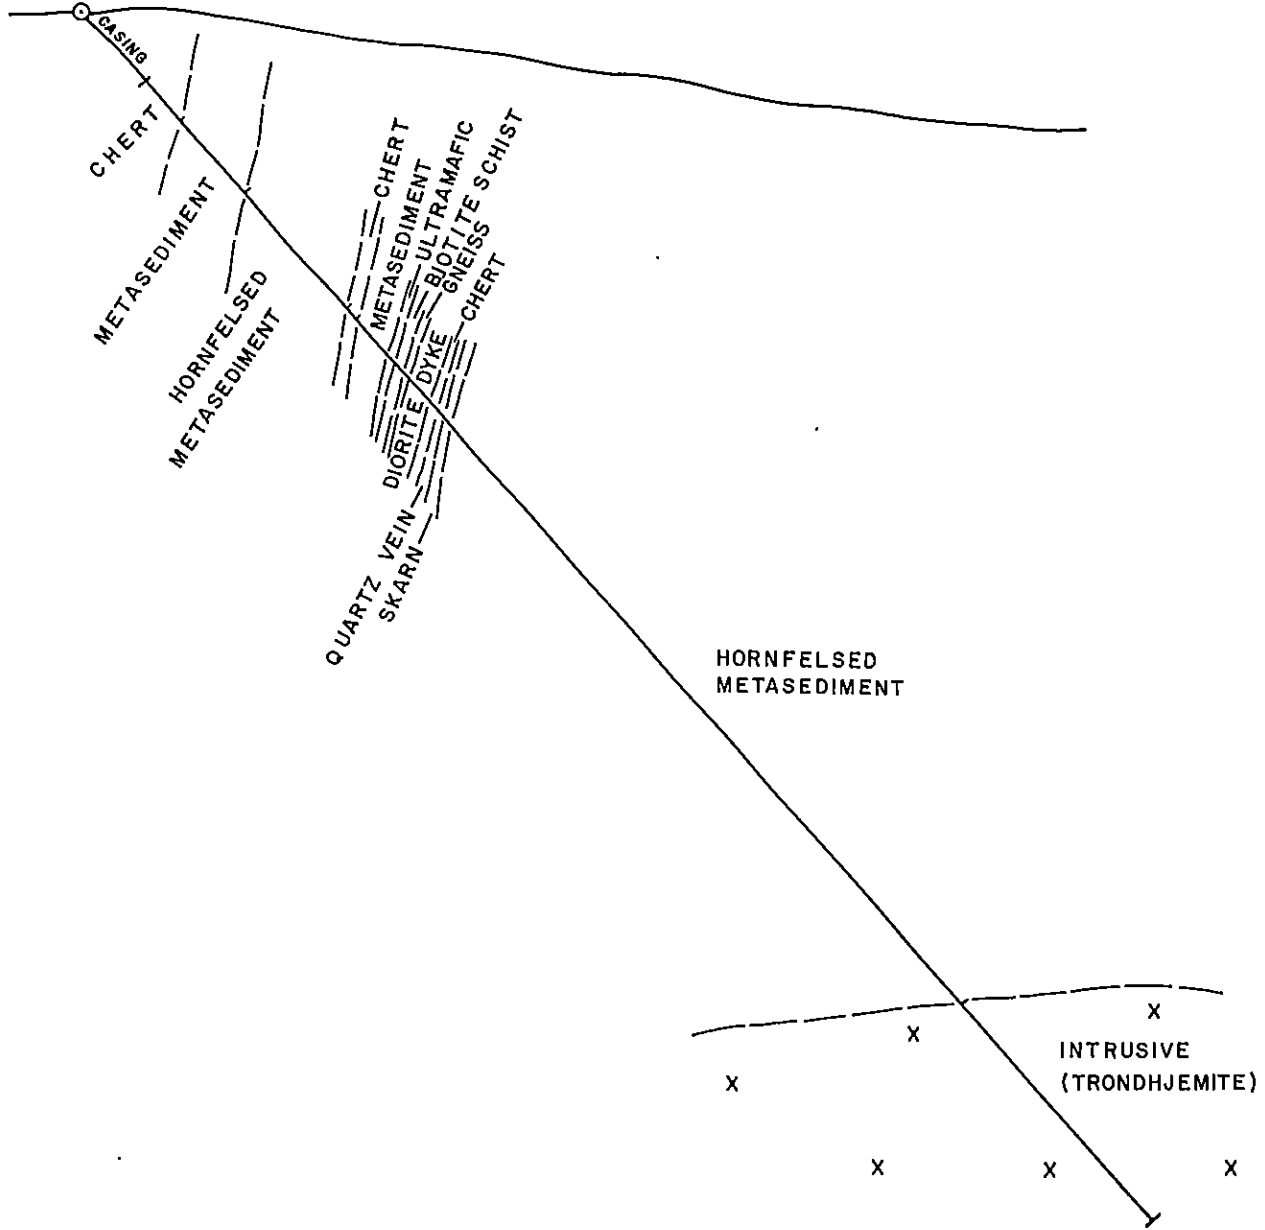 CASING
CHERT
METASEDIMENT
HORNFELSED
METASEDIMENT
CHERT
METASEDIMENT
ULTRAMAFIC
BIOTITE SCHIST
GNEISS
CHERT
DIORITE DYKE
QUARTZ VEIN
SKARN
HORNFELSED
METASEDIMENT
X
X
INTRUSIVE
(TRONDHJEMITE)
X
X
X
X